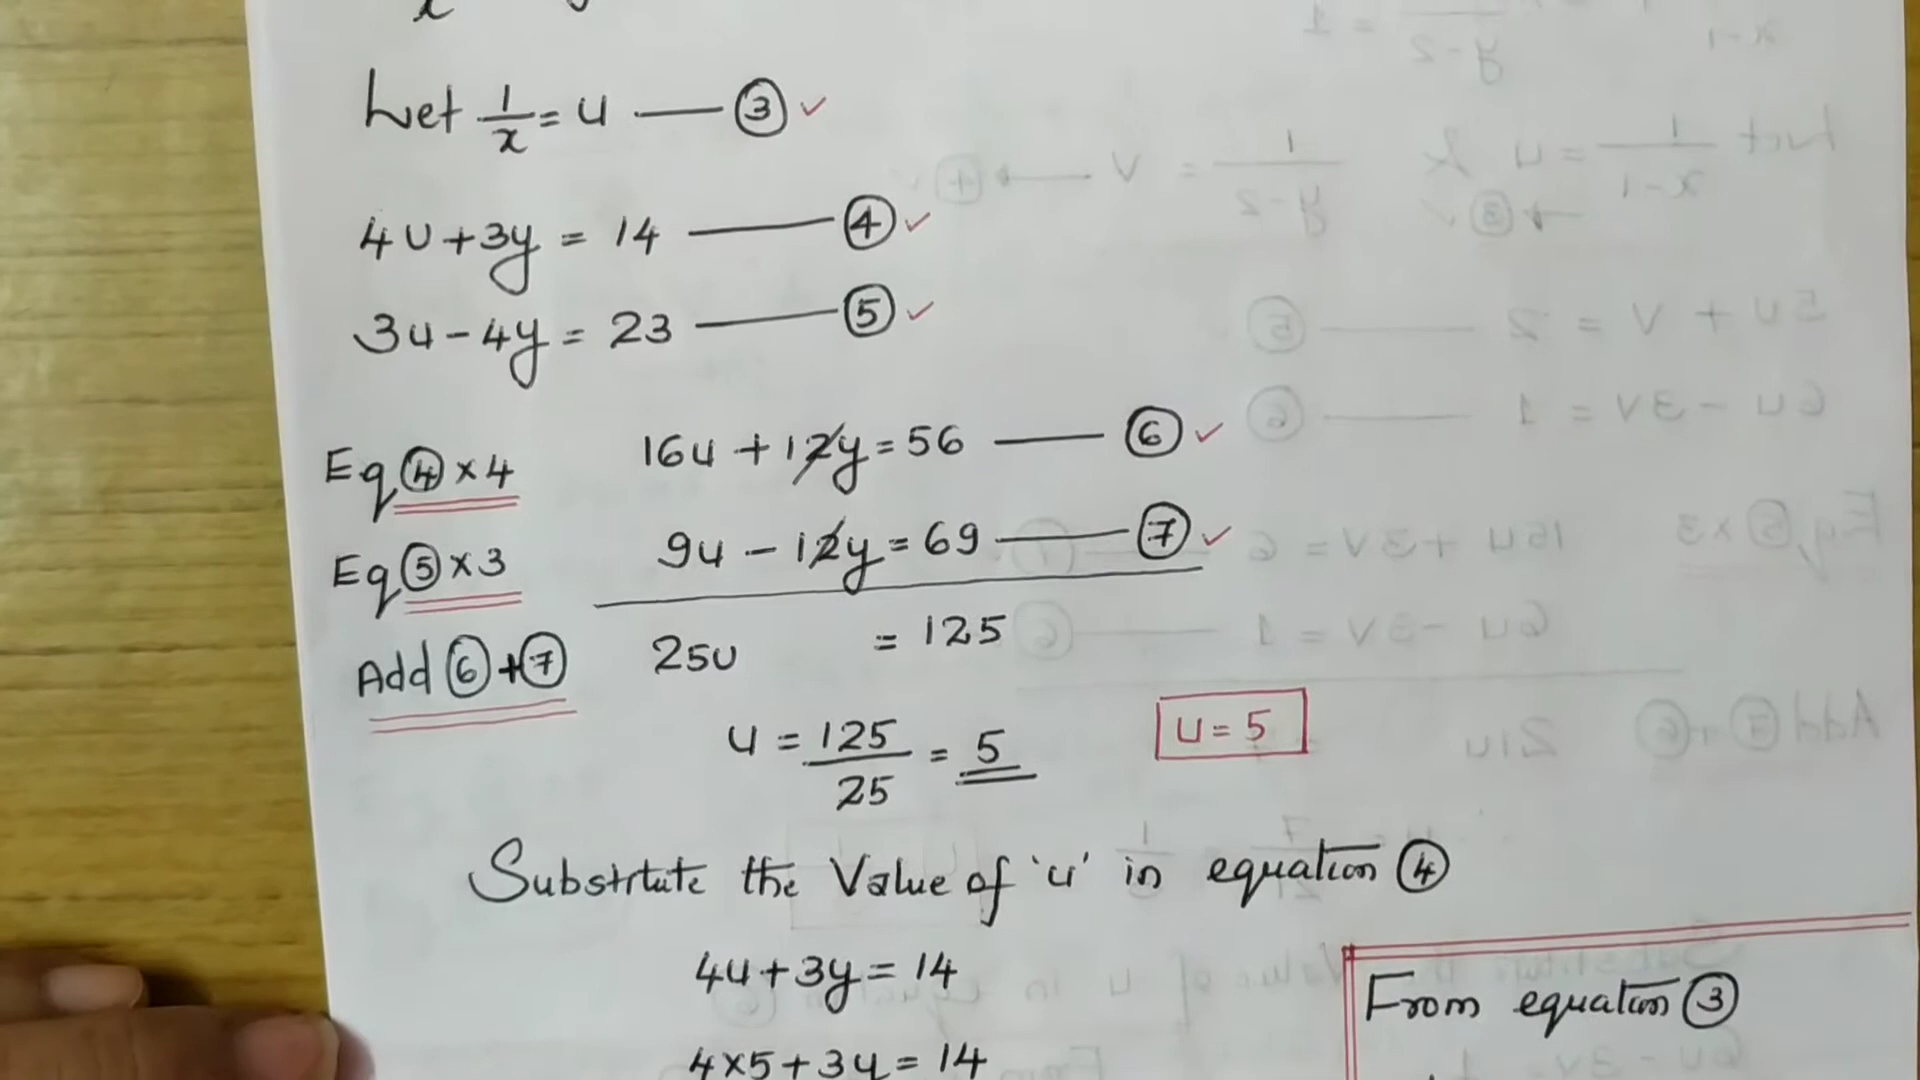 Let 1/x = u —— ③ ✓
4u + 3y = 14 —— ④ ✓
3u - 4y = 23 —— ⑤ ✓
Eq ④ × 4 16u + 12y = 56 —— ⑥ ✓
Eq ⑤ × 3 9u - 12y = 69 —— ⑦ ✓
Add ⑥ + ⑦ 25u = 125
u = 125/25 = 5 u = 5
Substitute the Value of 'u' in equation ④
4u + 3y = 14
4×5 + 3y = 14
From equation ③